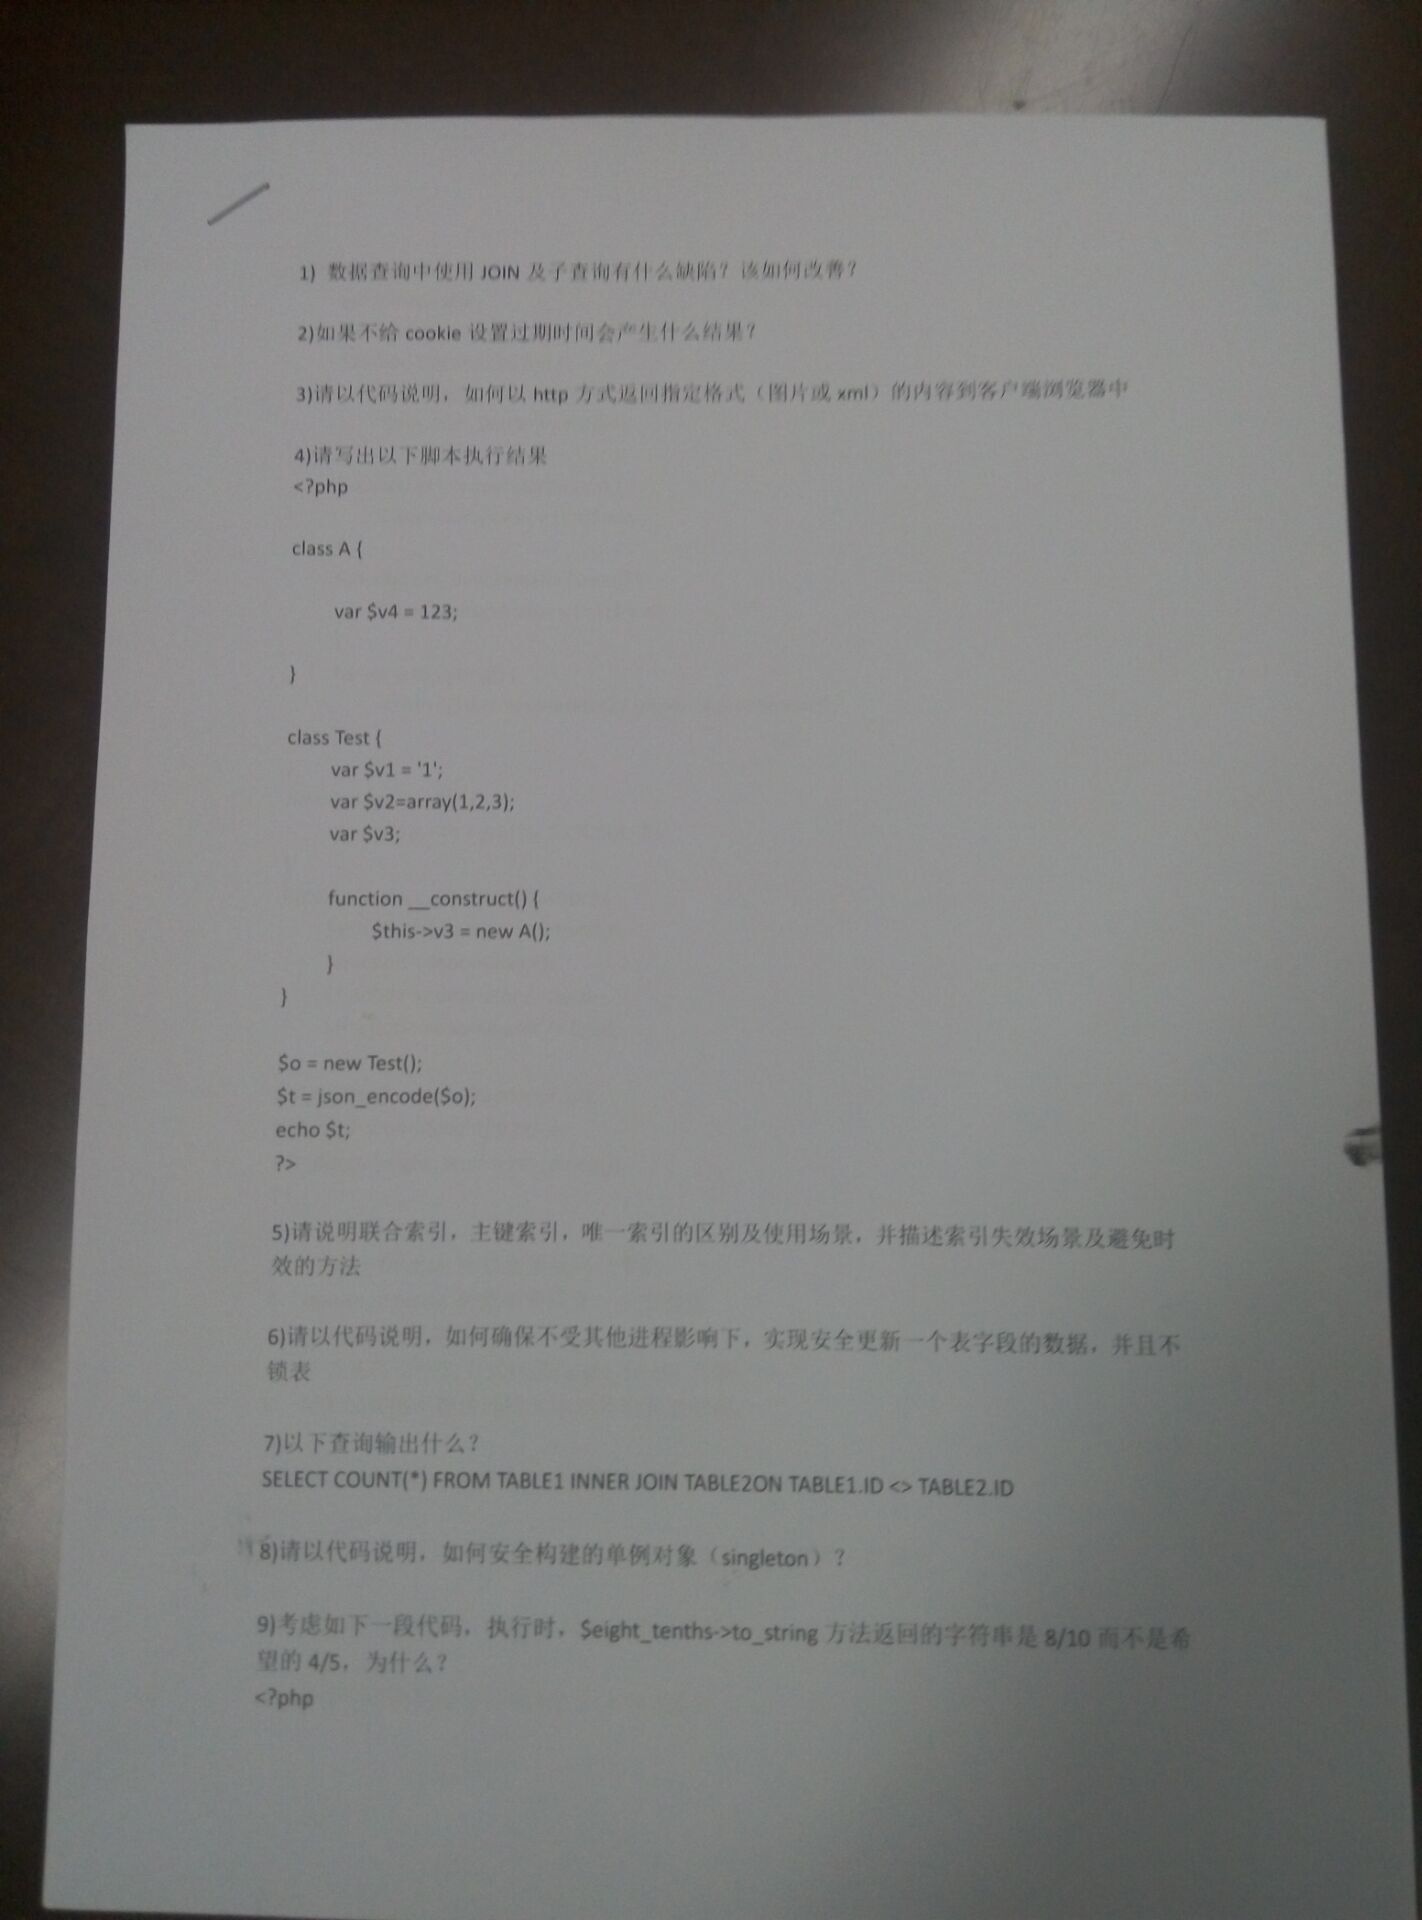 1) 数据查询中使用 JOIN 及子查询有什么缺陷？该如何改善？
2)如果不给 cookie 设置过期时间会产生什么结果？
3)请以代码说明，如何以 http 方式返回指定格式（图片或 xml）的内容到客户端浏览器中
4)请写出以下脚本执行结果
<?php
class A {
var $v4 = 123;
}
class Test {
var $v1 = '1';
var $v2=array(1,2,3);
var $v3;
function __construct() {
$this->v3 = new A();
}
}
$o = new Test();
$t = json_encode($o);
echo $t;
?>
5)请说明联合索引，主键索引，唯一索引的区别及使用场景，并描述索引失效场景及避免时
效的方法
6)请以代码说明，如何确保不受其他进程影响下，实现安全更新一个表字段的数据，并且不
锁表
7)以下查询输出什么？
SELECT COUNT(*) FROM TABLE1 INNER JOIN TABLE2ON TABLE1.ID <> TABLE2.ID
8)请以代码说明，如何安全构建的单例对象（singleton）？
9)考虑如下一段代码，执行时，$eight_tenths->to_string 方法返回的字符串是 8/10 而不是希
望的 4/5，为什么？
<?php